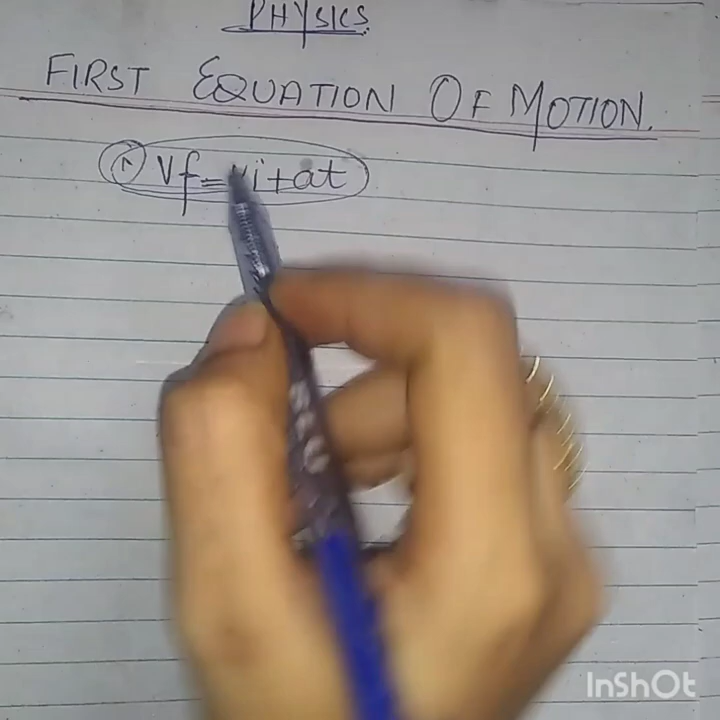 PHYSICS.
FIRST EQUATION OF MOTION.
① Vf=vi+at
InShOt